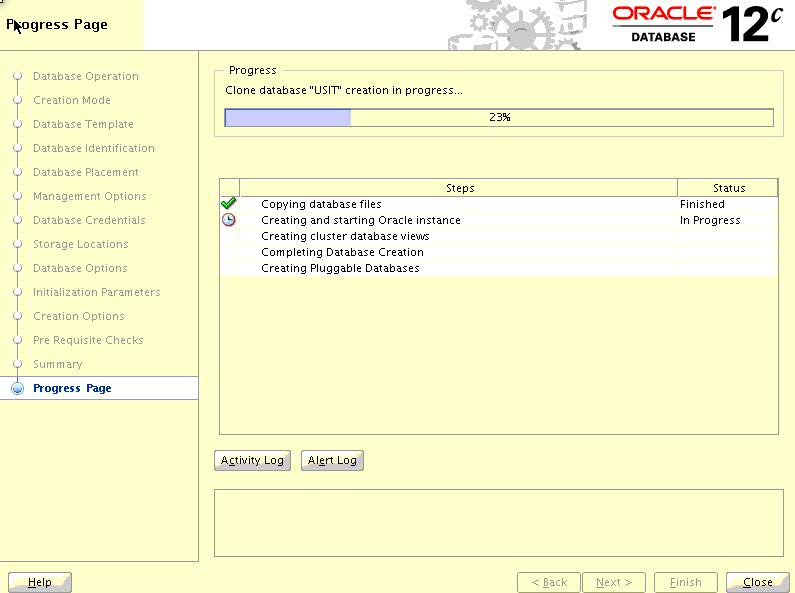 Progress Page
ORACLE
DATABASE
12c
Database Operation
Creation Mode
Database Template
Database Identification
Database Placement
Management Options
Database Credentials
Storage Locations
Database Options
Initialization Parameters
Creation Options
Pre Requisite Checks
Summary
Progress Page
Progress
Clone database "USIT" creation in progress...
23%
Steps Status
Copying database files Finished
Creating and starting Oracle instance In Progress
Creating cluster database views
Completing Database Creation
Creating Pluggable Databases
Activity Log Alert Log
Help < Back Next > Finish Close